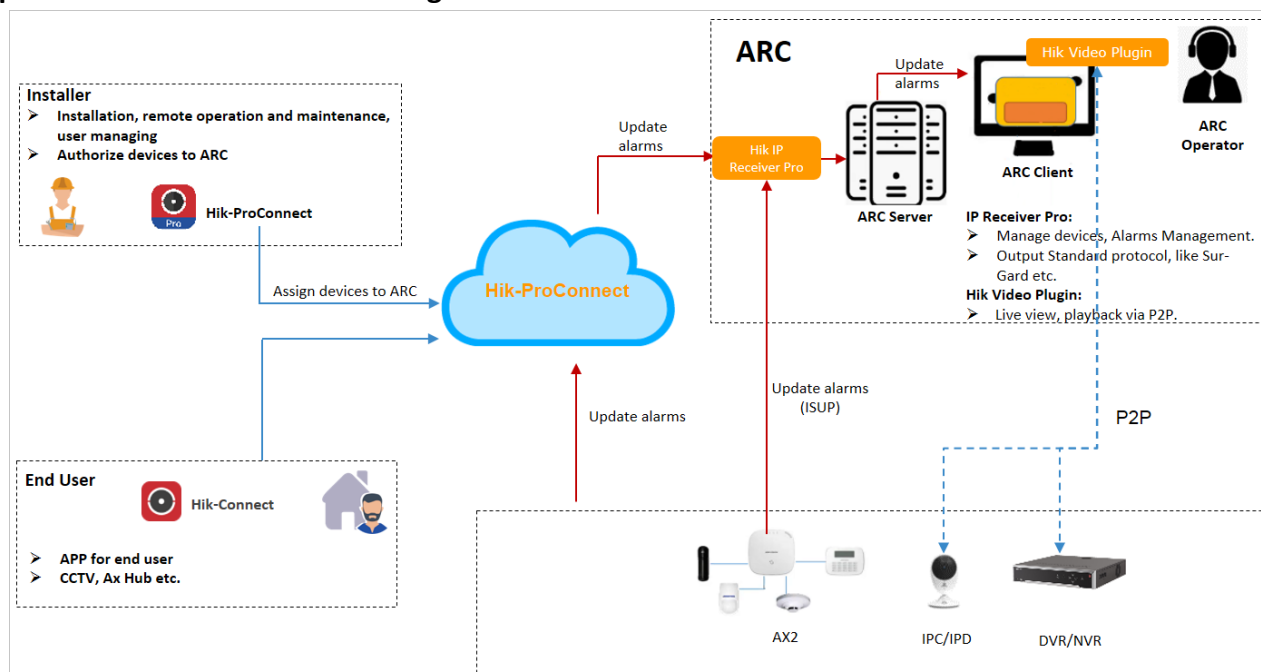 Installer
➢ Installation, remote operation and maintenance,
user managing
➢ Authorize devices to ARC
Pro
Hik-ProConnect
Assign devices to ARC
End User
Hik-Connect
➢ APP for end user
➢ CCTV, Ax Hub etc.
Hik-ProConnect
Update
alarms
Update alarms
ARC
Hik IP
Receiver Pro
Update
alarms
ARC Server
Hik Video Plugin
ARC Client
ARC
Operator
IP Receiver Pro:
➢ Manage devices, Alarms Management.
➢ Output Standard protocol, like Sur-
Gard etc.
Hik Video Plugin:
➢ Live view, playback via P2P.
Update alarms
(ISUP)
P2P
AX2
IPC/IPD
DVR/NVR